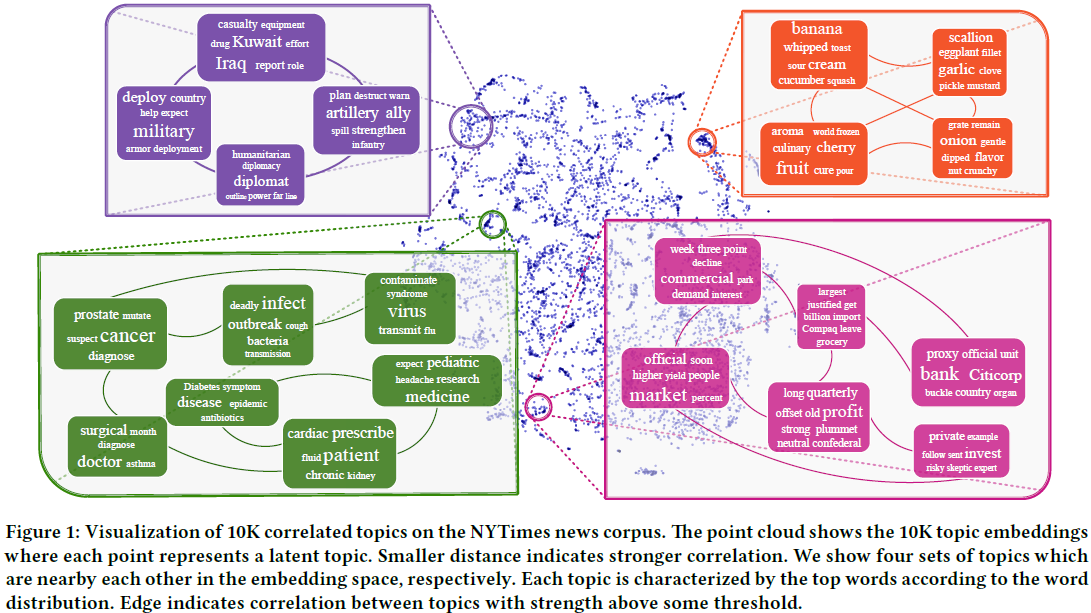 casualty equipment
drug Kuwait effort
Iraq report role
deploy country
help expect
military
armor deployment
plan destruct warn
artillery ally
spill strengthen
infantry
humanitarian
diplomacy
diplomat
outline power far line
banana
whipped toast
sour cream
cucumber squash
scallion
eggplant fillet
garlic clove
pickle mustard
aroma world frozen
culinary cherry
fruit cure pour
grate remain
onion gentle
dipped flavor
nut crunchy
prostate mutate
suspect cancer
diagnose
deadly infect
outbreak cough
bacteria
transmission
contaminate
syndrome
virus
transmit flu
Diabetes symptom
disease epidemic
antibiotics
expect pediatric
headache research
medicine
surgical month
diagnose
doctor asthma
cardiac prescribe
fluid patient
chronic kidney
week three point
decline
commercial park
demand interest
largest
justified get
billion import
Compaq leave
grocery
official soon
higher yield people
market percent
proxy official unit
bank Citicorp
buckle country organ
long quarterly
offset old profit
strong plummet
neutral confederal
private example
follow sent invest
risky skeptic expert
Figure 1: Visualization of 10K correlated topics on the NYTimes news corpus. The point cloud shows the 10K topic embeddings
where each point represents a latent topic. Smaller distance indicates stronger correlation. We show four sets of topics which
are nearby each other in the embedding space, respectively. Each topic is characterized by the top words according to the word
distribution. Edge indicates correlation between topics with strength above some threshold.